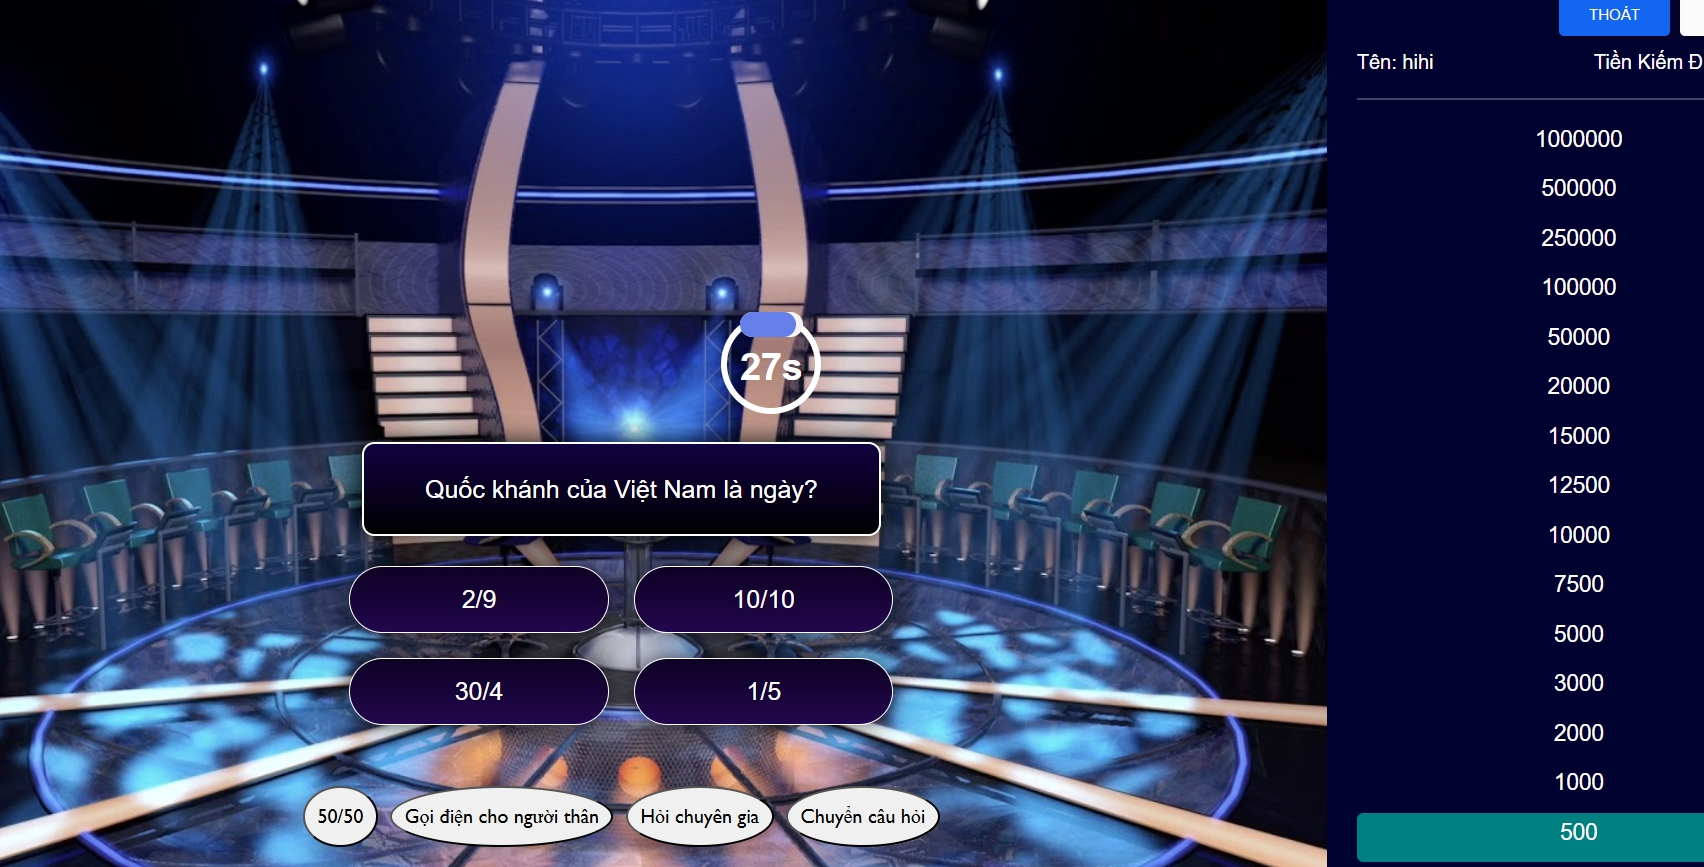 THOÁT
Tên: hihi
Tiền Kiếm Đ
1000000
500000
250000
100000
50000
20000
15000
12500
10000
7500
5000
3000
2000
1000
500
27s
Quốc khánh của Việt Nam là ngày?
2/9
10/10
30/4
1/5
50/50
Gọi điện cho người thân
Hỏi chuyên gia
Chuyển câu hỏi